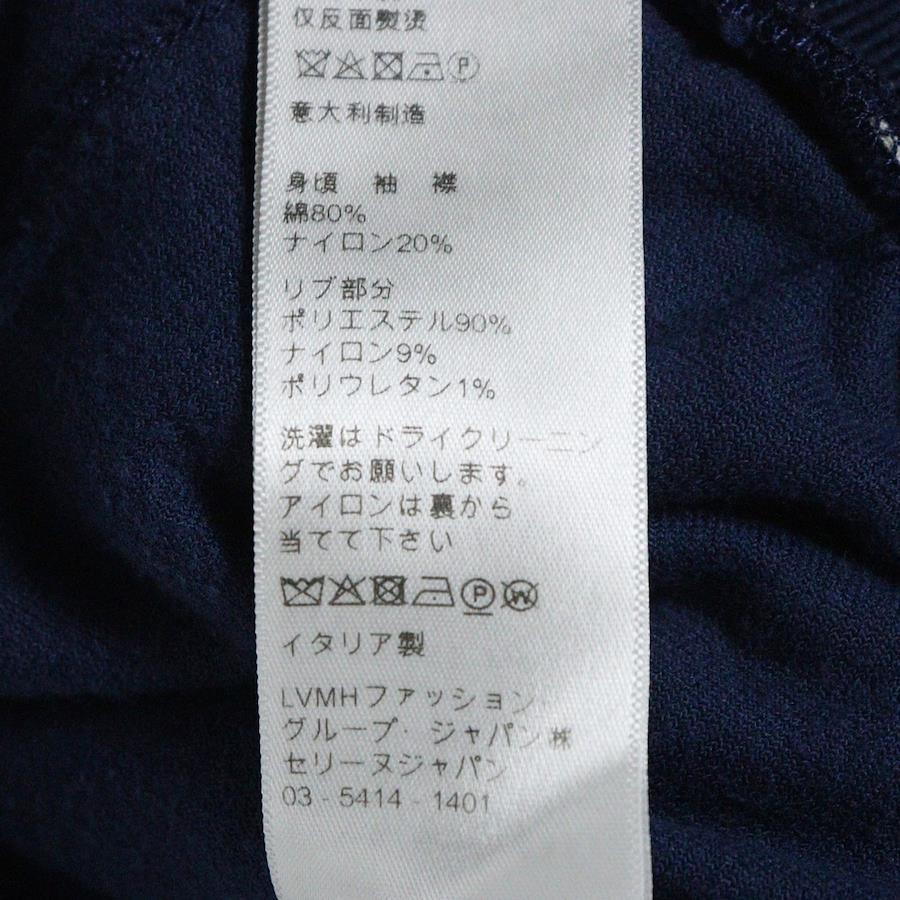 仅反面熨烫
意大利制造
身頃 袖 襟
綿80%
ナイロン20%
リブ部分
ポリエステル90%
ナイロン9%
ポリウレタン1%
洗濯はドライクリーニン
グでお願いします。
アイロンは裏から
当てて下さい
イタリア製
LVMHファッション
グループ・ジャパン㈱
セリーヌジャパン
03-5414-1401